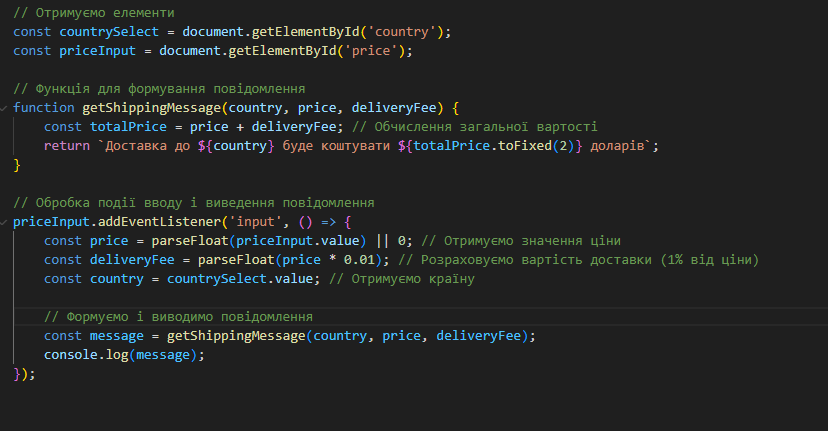 // Отримуємо елементи
const countrySelect = document.getElementById('country');
const priceInput = document.getElementById('price');
// Функція для формування повідомлення
function getShippingMessage(country, price, deliveryFee) {
const totalPrice = price + deliveryFee; // Обчислення загальної вартості
return `Доставка до ${country} буде коштувати ${totalPrice.toFixed(2)} доларів`;
}
// Обробка події вводу і виведення повідомлення
priceInput.addEventListener('input', () => {
const price = parseFloat(priceInput.value) || 0; // Отримуємо значення ціни
const deliveryFee = parseFloat(price * 0.01); // Розраховуємо вартість доставки (1% від ціни)
const country = countrySelect.value; // Отримуємо країну
// Формуємо і виводимо повідомлення
const message = getShippingMessage(country, price, deliveryFee);
console.log(message);
});